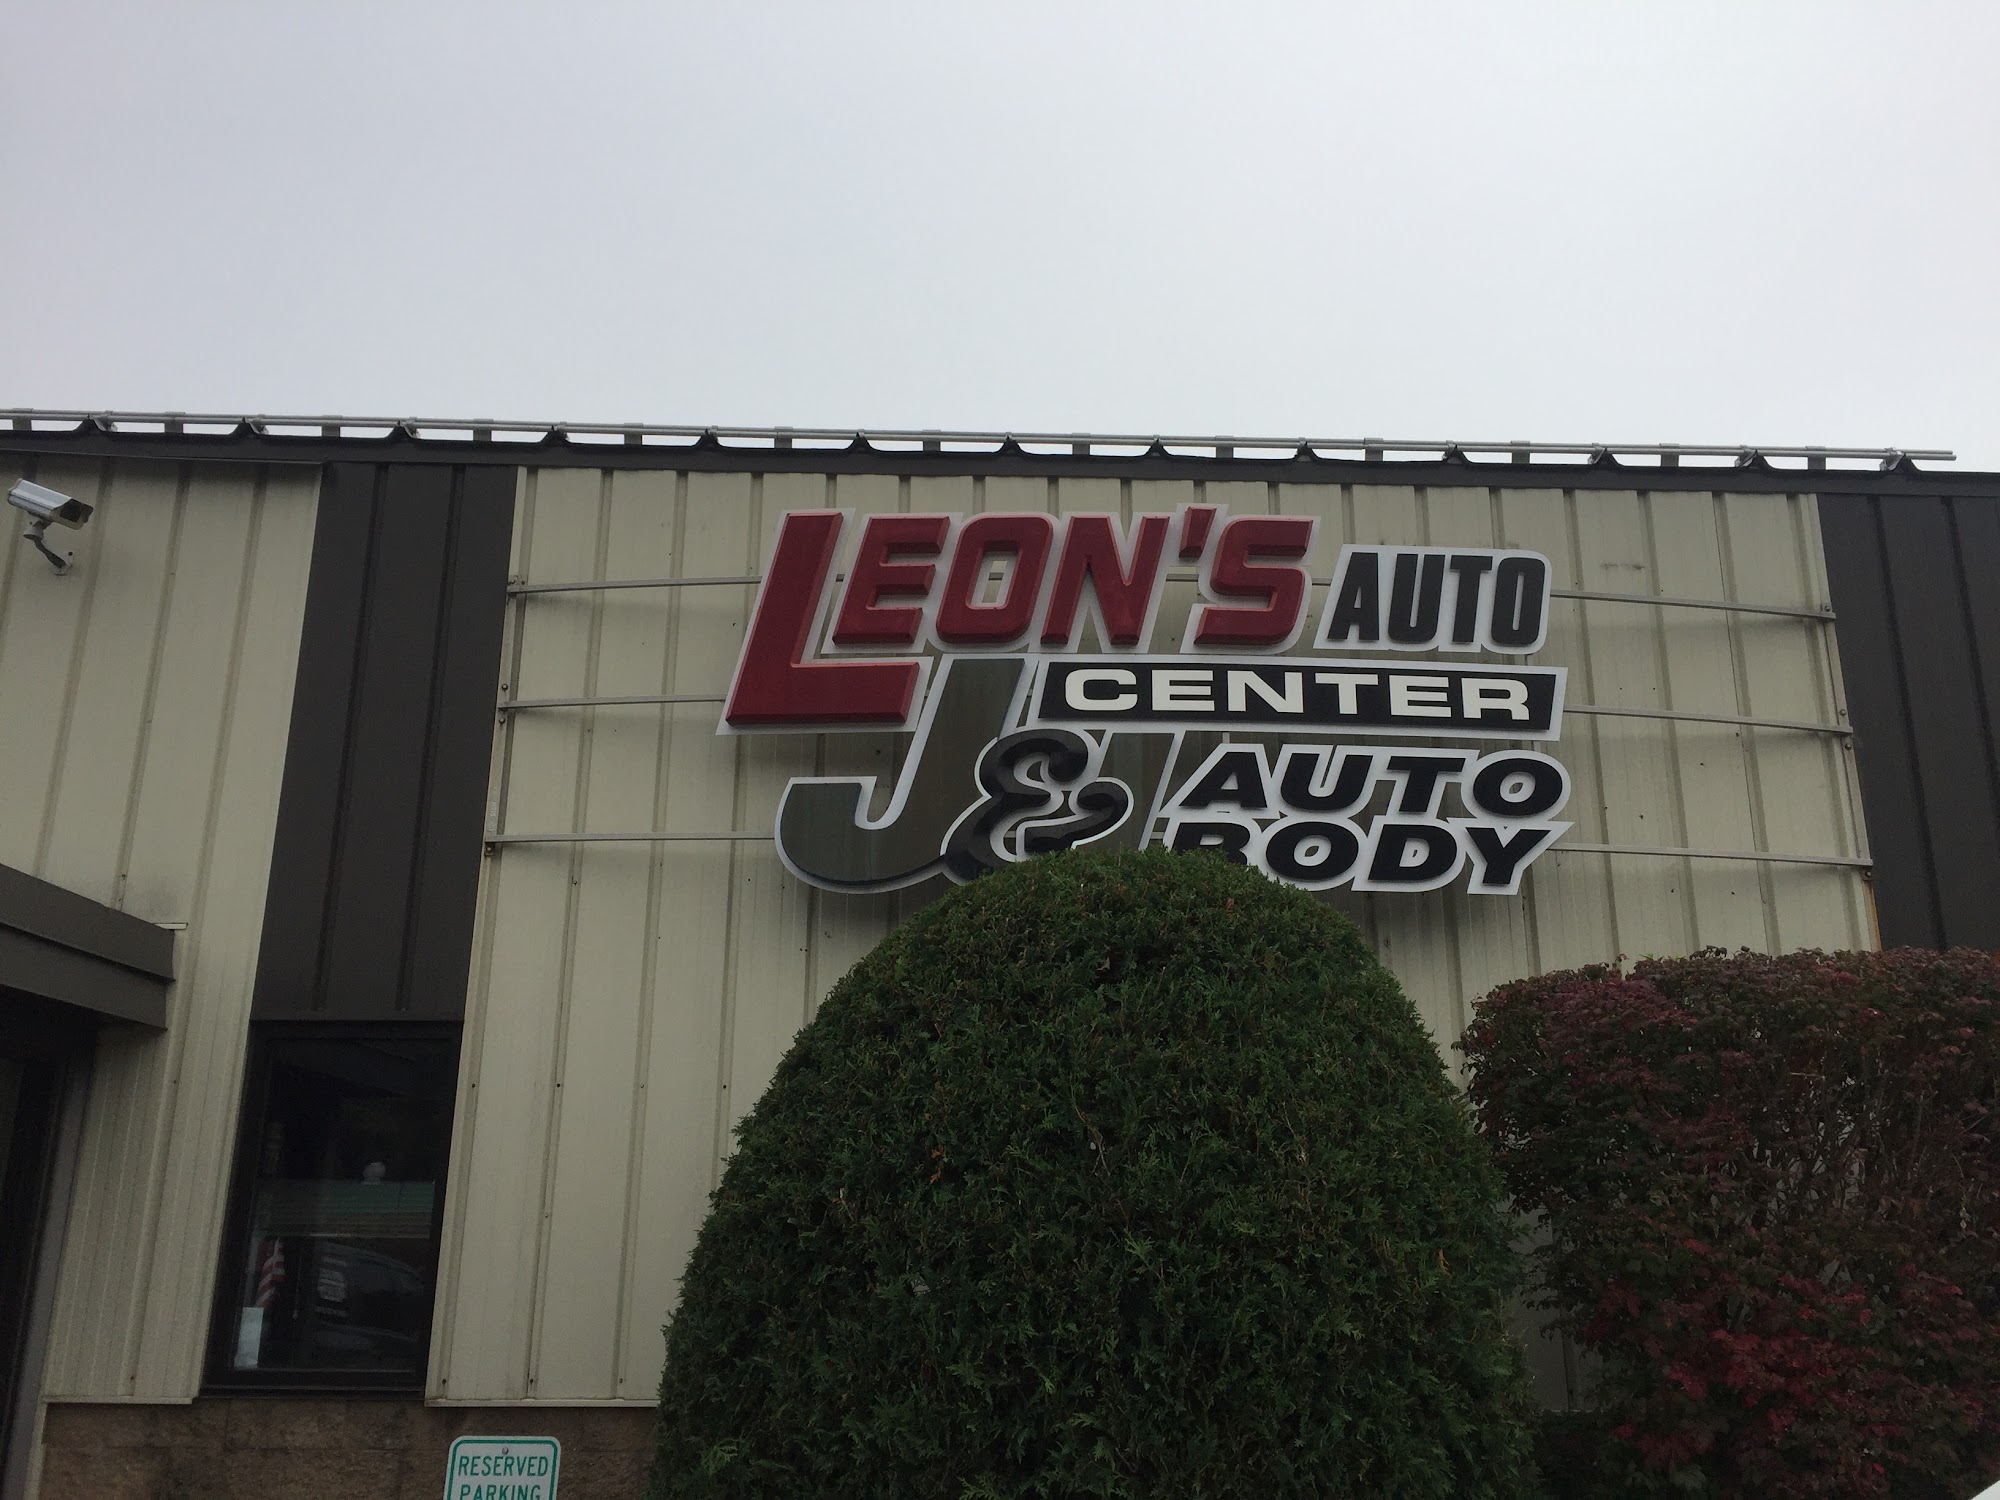 LEON'S AUTO
CENTER
J & J AUTO
BODY
RESERVED
PARKING